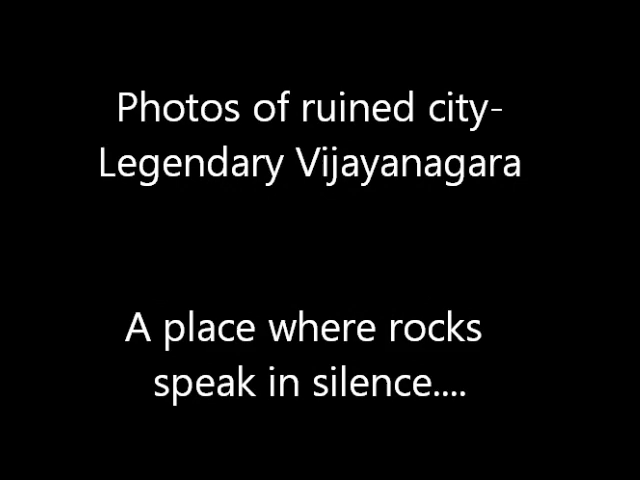 Photos of ruined city-
Legendary Vijayanagara
A place where rocks
speak in silence....